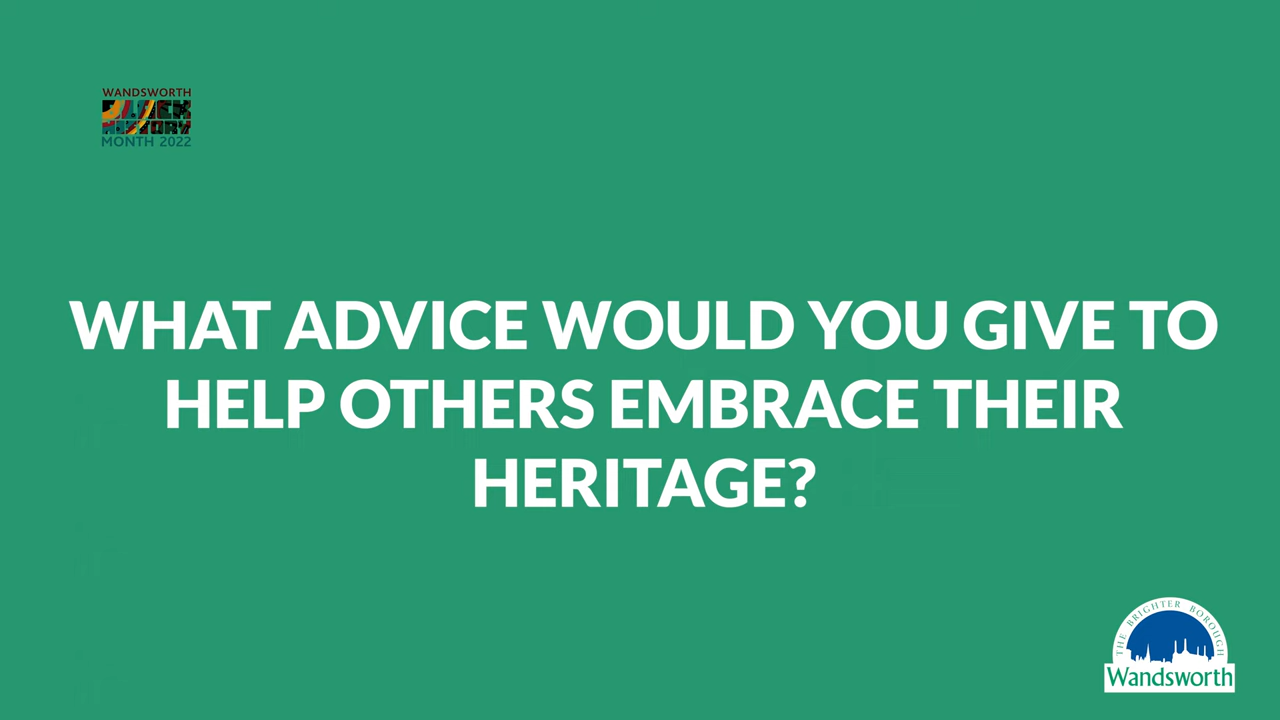 WANDSWORTH
BLACK
HISTORY
MONTH 2022
WHAT ADVICE WOULD YOU GIVE TO
HELP OTHERS EMBRACE THEIR
HERITAGE?
THE BRIGHTER BOROUGH
Wandsworth